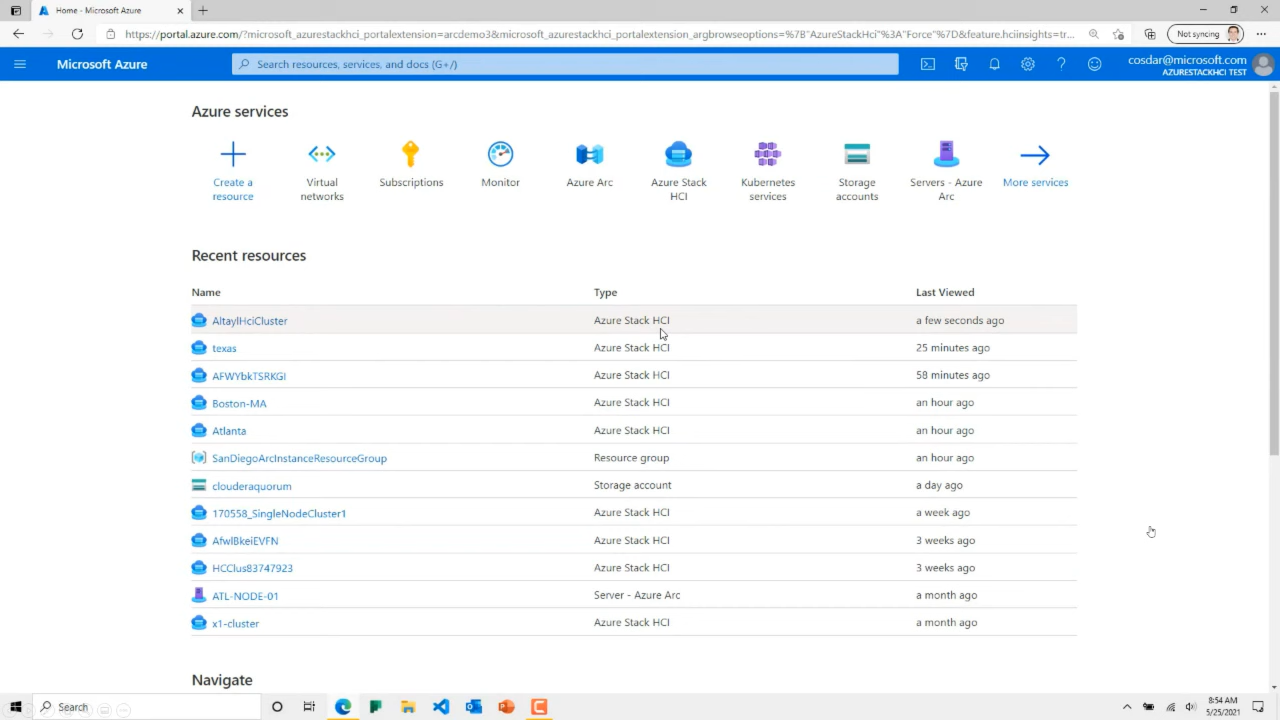 Home - Microsoft Azure
https://portal.azure.com/?microsoft_azurestackhci_portalextension=arcdemo3&microsoft_azurestackhci_portalextension_argbrowseoptions=%7B"AzureStackHci"%3A"Force"%7D&feature.hciinsights=tr...
Not syncing
Microsoft Azure
Search resources, services, and docs (G+/)
cosdar@microsoft.com
AZURESTACKHCI TEST
Azure services
Create a resource
Virtual networks
Subscriptions
Monitor
Azure Arc
Azure Stack HCI
Kubernetes services
Storage accounts
Servers - Azure Arc
More services
Recent resources
Name Type Last Viewed
AltaylHciCluster Azure Stack HCI a few seconds ago
texas Azure Stack HCI 25 minutes ago
AFWYbkTSRKGI Azure Stack HCI 58 minutes ago
Boston-MA Azure Stack HCI an hour ago
Atlanta Azure Stack HCI an hour ago
SanDiegoArcInstanceResourceGroup Resource group an hour ago
clouderaquorum Storage account a day ago
170558_SingleNodeCluster1 Azure Stack HCI a week ago
AfwlBkeiEVFN Azure Stack HCI 3 weeks ago
HCClus83747923 Azure Stack HCI 3 weeks ago
ATL-NODE-01 Server - Azure Arc a month ago
x1-cluster Azure Stack HCI a month ago
Navigate
Search
8:54 AM
5/25/2021